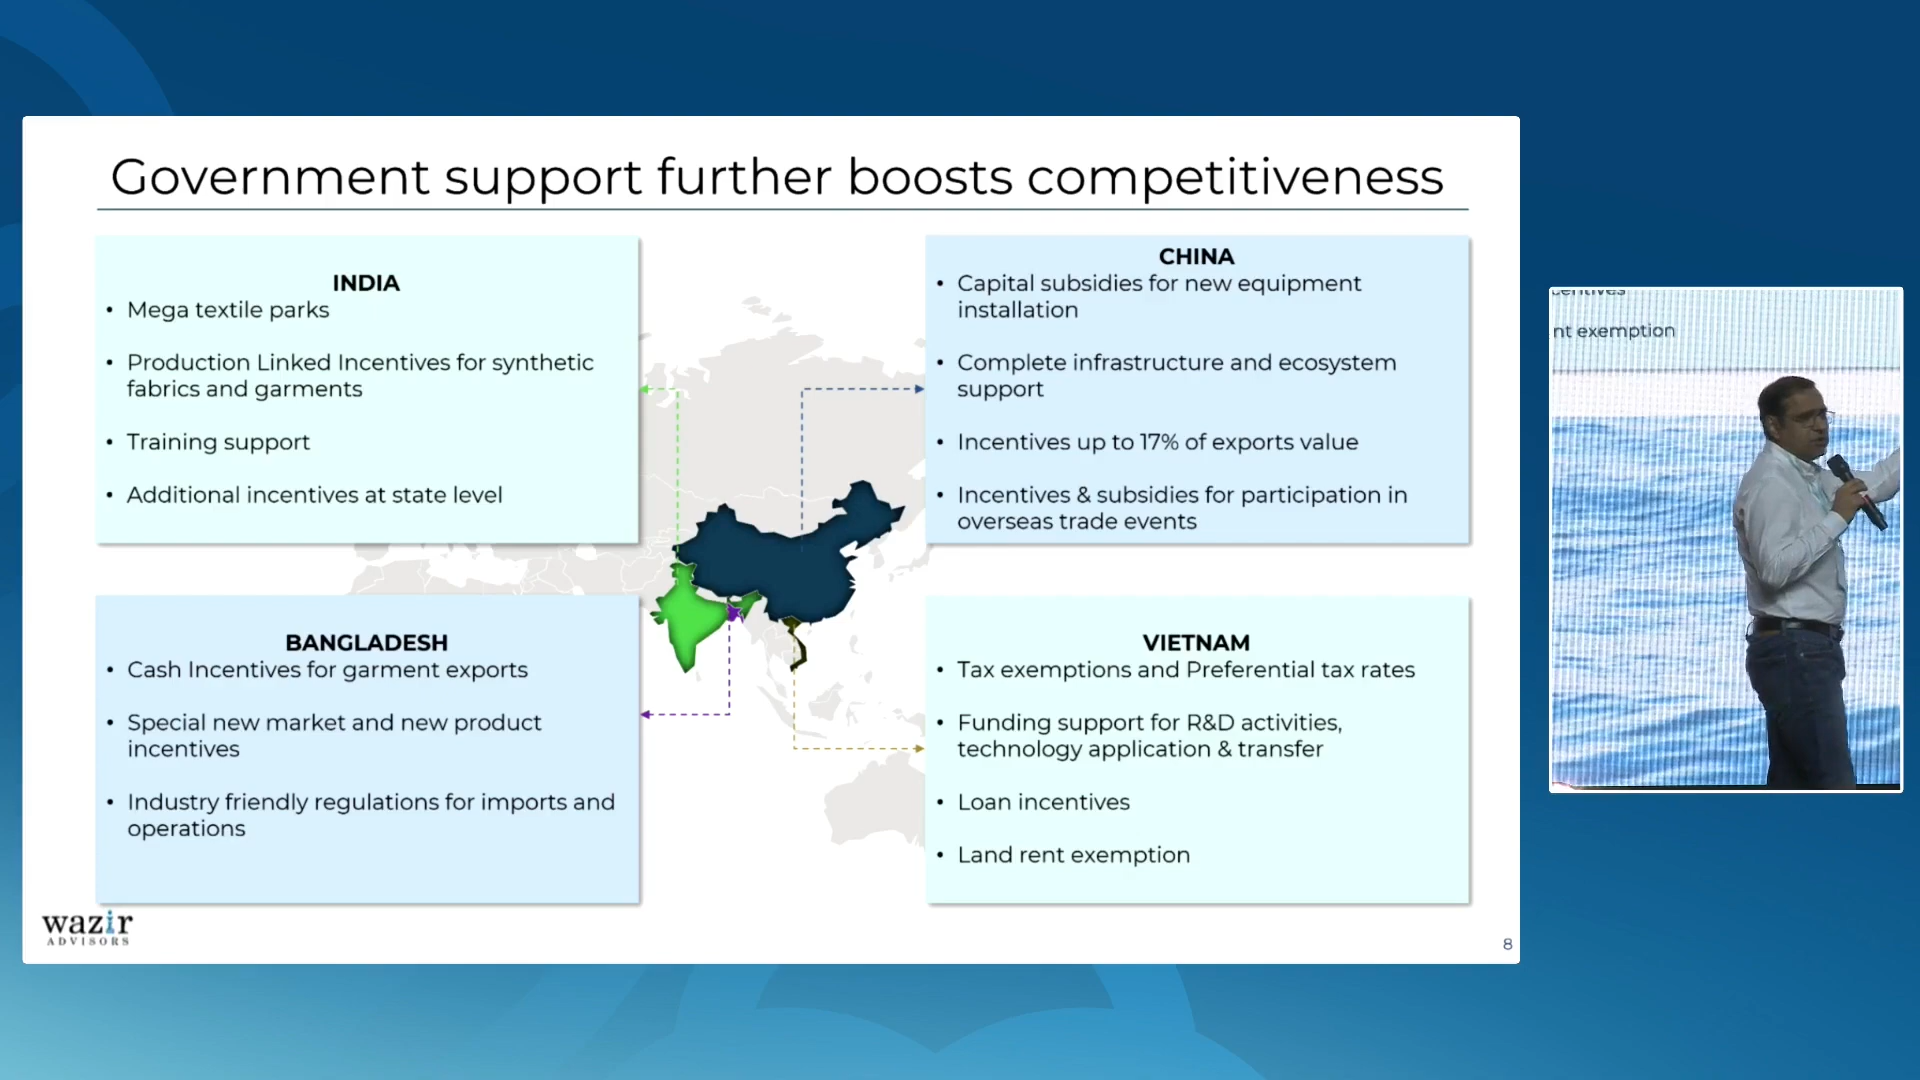 Government support further boosts competitiveness
INDIA
• Mega textile parks
• Production Linked Incentives for synthetic
fabrics and garments
• Training support
• Additional incentives at state level
CHINA
• Capital subsidies for new equipment
installation
• Complete infrastructure and ecosystem
support
• Incentives up to 17% of exports value
• Incentives & subsidies for participation in
overseas trade events
BANGLADESH
• Cash Incentives for garment exports
• Special new market and new product
incentives
• Industry friendly regulations for imports and
operations
VIETNAM
• Tax exemptions and Preferential tax rates
• Funding support for R&D activities,
technology application & transfer
• Loan incentives
• Land rent exemption
wazir
ADVISORS
8
nt exemption